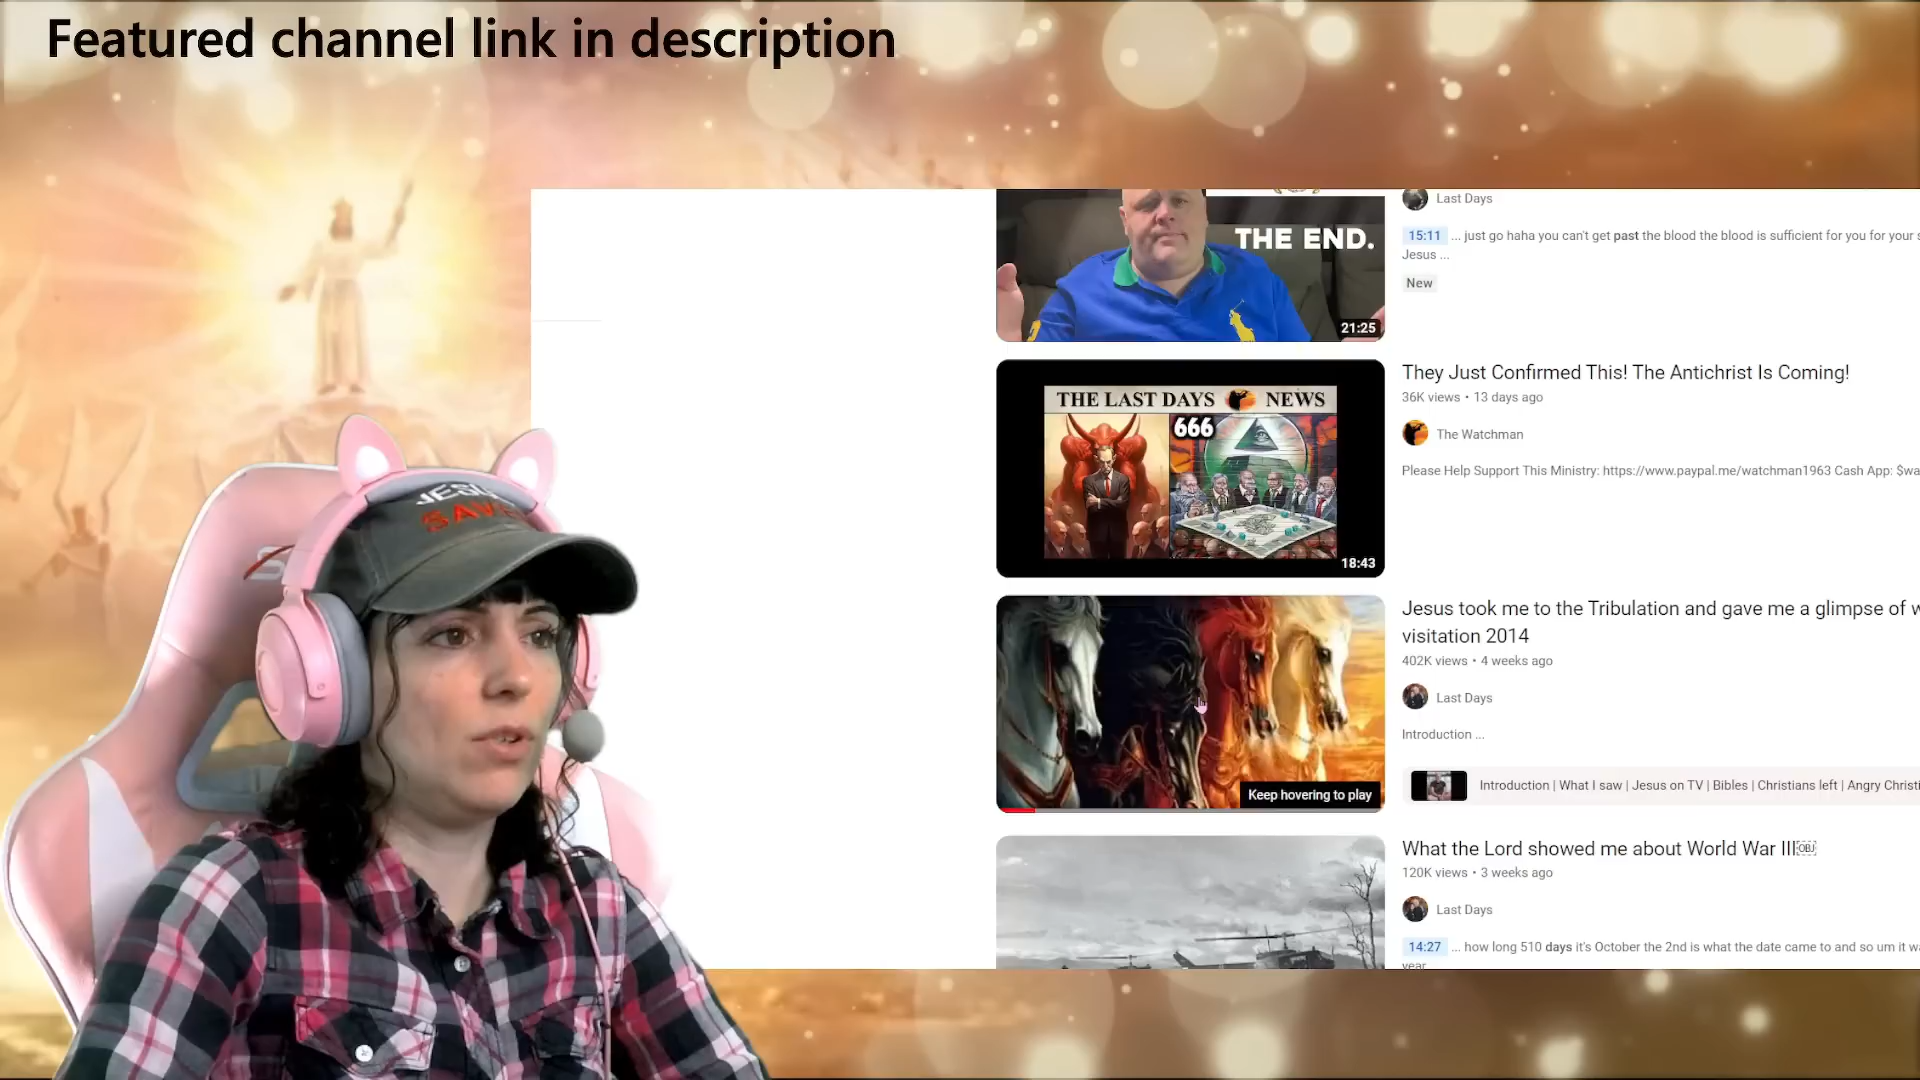 Featured channel link in description
THE END.
21:25
Last Days
15:11 ... just go haha you can't get past the blood the blood is sufficient for you for your
Jesus ...
New
THE LAST DAYS NEWS
666
18:43
They Just Confirmed This! The Antichrist Is Coming!
36K views • 13 days ago
The Watchman
Please Help Support This Ministry: https://www.paypal.me/watchman1963 Cash App:
JESUS
SAVES
Keep hovering to play
Jesus took me to the Tribulation and gave me a glimpse of
visitation 2014
402K views • 4 weeks ago
Last Days
Introduction ...
Introduction | What I saw | Jesus on TV | Bibles | Christians left | Angry
What the Lord showed me about World War III
120K views • 3 weeks ago
Last Days
14:27 ... how long 510 days it's October the 2nd is what the date came to and so um it
year